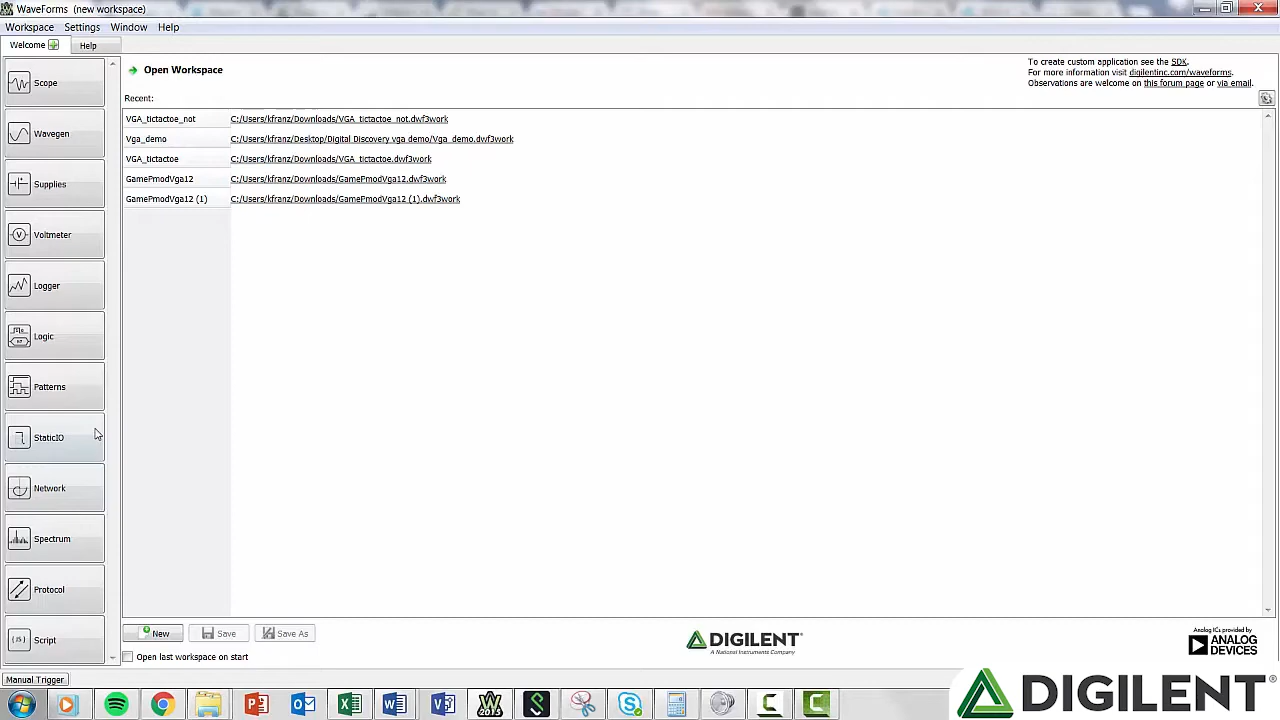 WaveForms (new workspace)
Workspace Settings Window Help
Welcome Help
Scope
Wavegen
Supplies
Voltmeter
Logger
Logic
Patterns
StaticIO
Network
Spectrum
Protocol
Script
Open Workspace
To create custom application see the SDK.
For more information visit digilentinc.com/waveforms.
Observations are welcome on this forum page or via email.
Recent:
VGA_tictactoe_not C:/Users/kfranz/Downloads/VGA_tictactoe_not.dwf3work
Vga_demo C:/Users/kfranz/Desktop/Digital Discovery vga demo/Vga_demo.dwf3work
VGA_tictactoe C:/Users/kfranz/Downloads/VGA_tictactoe.dwf3work
GamePmodVga12 C:/Users/kfranz/Downloads/GamePmodVga12.dwf3work
GamePmodVga12 (1) C:/Users/kfranz/Downloads/GamePmodVga12 (1).dwf3work
New Save Save As
DIGILENT®
A National Instruments Company
Analog ICs provided by
ANALOG
DEVICES
Open last workspace on start
Manual Trigger
DIGILENT®